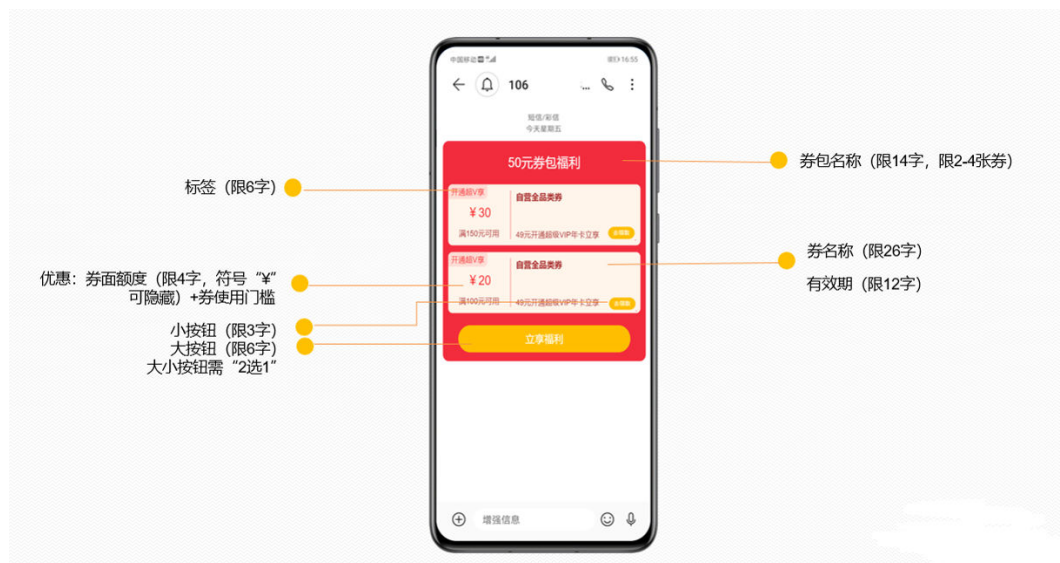 中国移动
16:55
106
...
短信/彩信
今天星期五
50元券包福利
券包名称（限14字，限2-4张券）
标签（限6字）
开通超V享
自营全品类券
¥30
满150元可用
49元开通超级VIP年卡立享
券名称（限26字）
有效期（限12字）
开通超V享
自营全品类券
¥20
满100元可用
49元开通超级VIP年卡立享
优惠：券面额度（限4字，符号“¥”
可隐藏）+券使用门槛
小按钮（限3字）
大按钮（限6字）
大小按钮需“2选1”
立享福利
增强信息